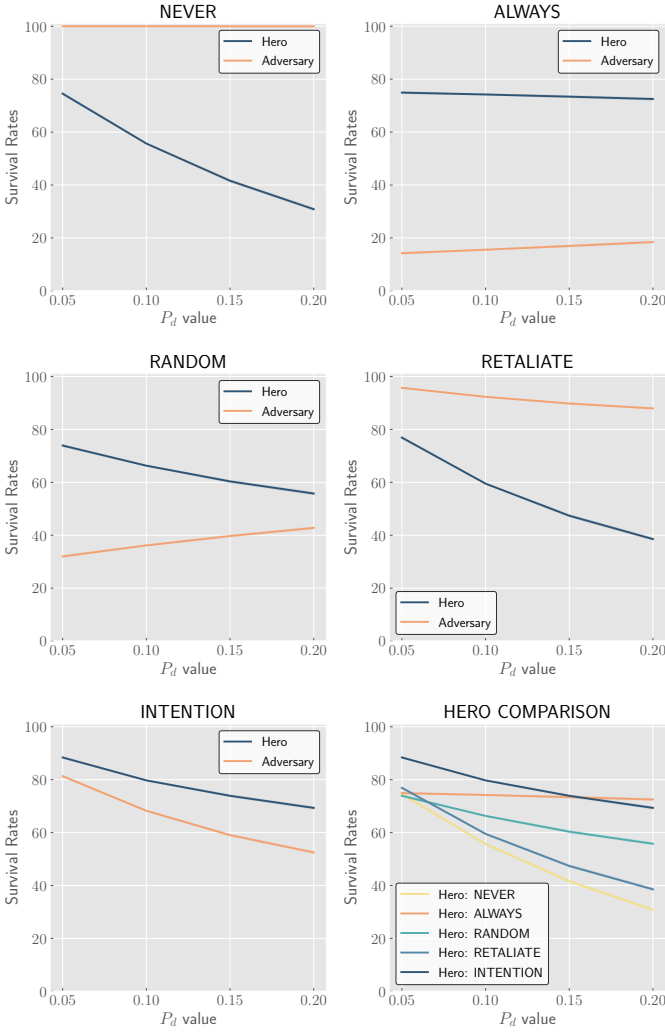 NEVER
100
80
60
40
20
0
Survival Rates
Hero
Adversary
0.05 0.10 0.15 0.20
P_d value
ALWAYS
100
80
60
40
20
0
Survival Rates
Hero
Adversary
0.05 0.10 0.15 0.20
P_d value
RANDOM
100
80
60
40
20
0
Survival Rates
Hero
Adversary
0.05 0.10 0.15 0.20
P_d value
RETALIATE
100
80
60
40
20
0
Survival Rates
Hero
Adversary
0.05 0.10 0.15 0.20
P_d value
INTENTION
100
80
60
40
20
0
Survival Rates
Hero
Adversary
0.05 0.10 0.15 0.20
P_d value
HERO COMPARISON
100
80
60
40
20
0
Survival Rates
Hero: NEVER
Hero: ALWAYS
Hero: RANDOM
Hero: RETALIATE
Hero: INTENTION
0.05 0.10 0.15 0.20
P_d value